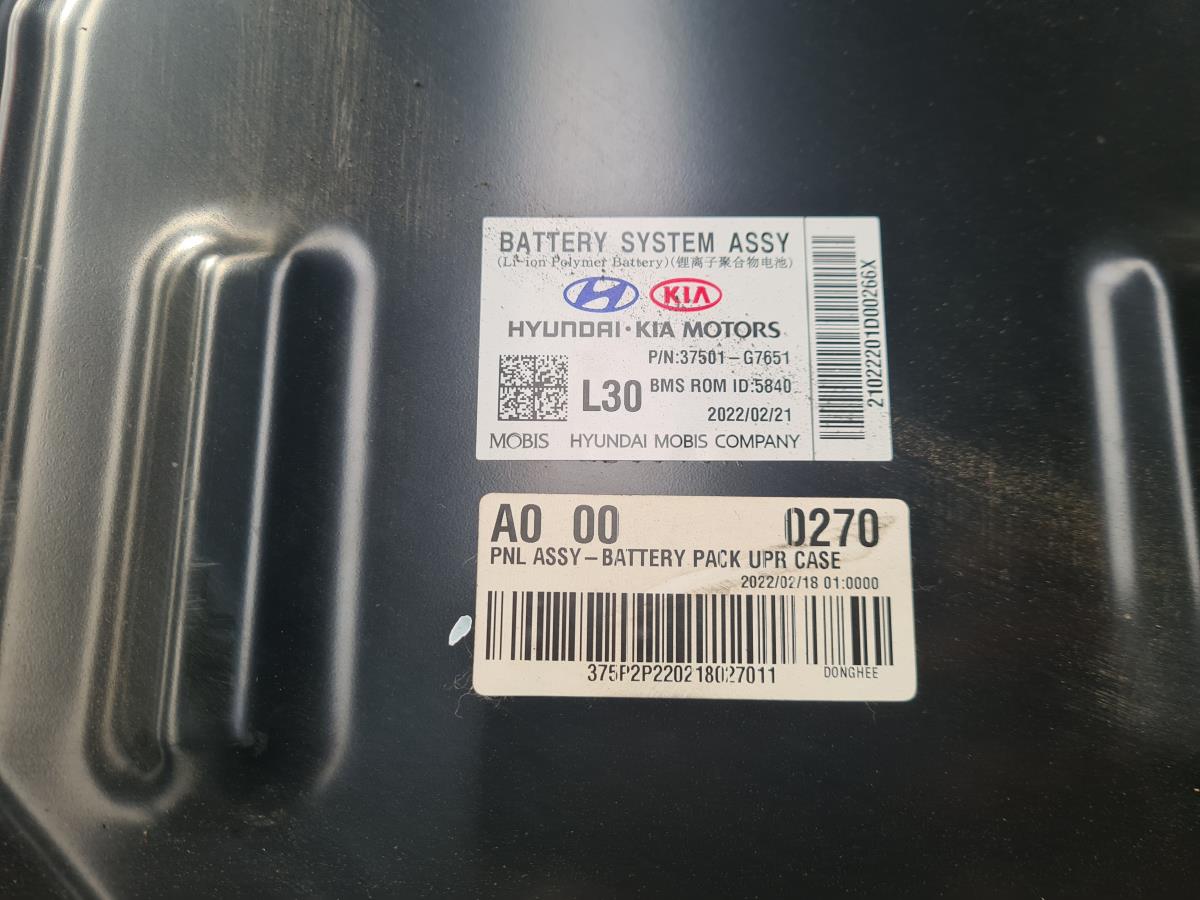 BATTERY SYSTEM ASSY
(Li-ion Polymer Battery)(锂离子聚合物电池)
KIA
HYUNDAI·KIA MOTORS
P/N:37501-G7651
L30 BMS ROM ID:5840
2022/02/21
MOBIS HYUNDAI MOBIS COMPANY
21022201D00266X
A0 00 0270
PNL ASSY-BATTERY PACK UPR CASE
2022/02/18 01:0000
375P2P220218027011 DONGHEE